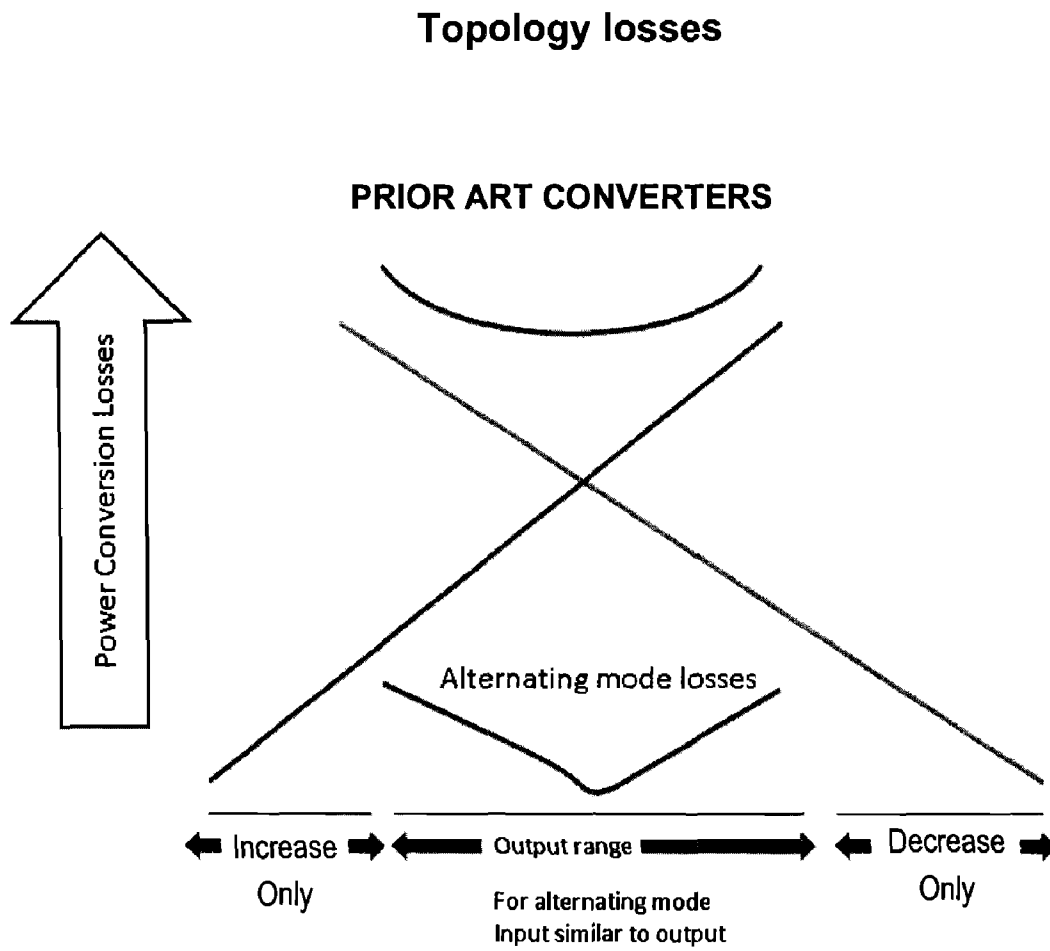 Topology losses
PRIOR ART CONVERTERS
Power Conversion Losses
Alternating mode losses
Increase
Only
Output range
Decrease
Only
For alternating mode
Input similar to output